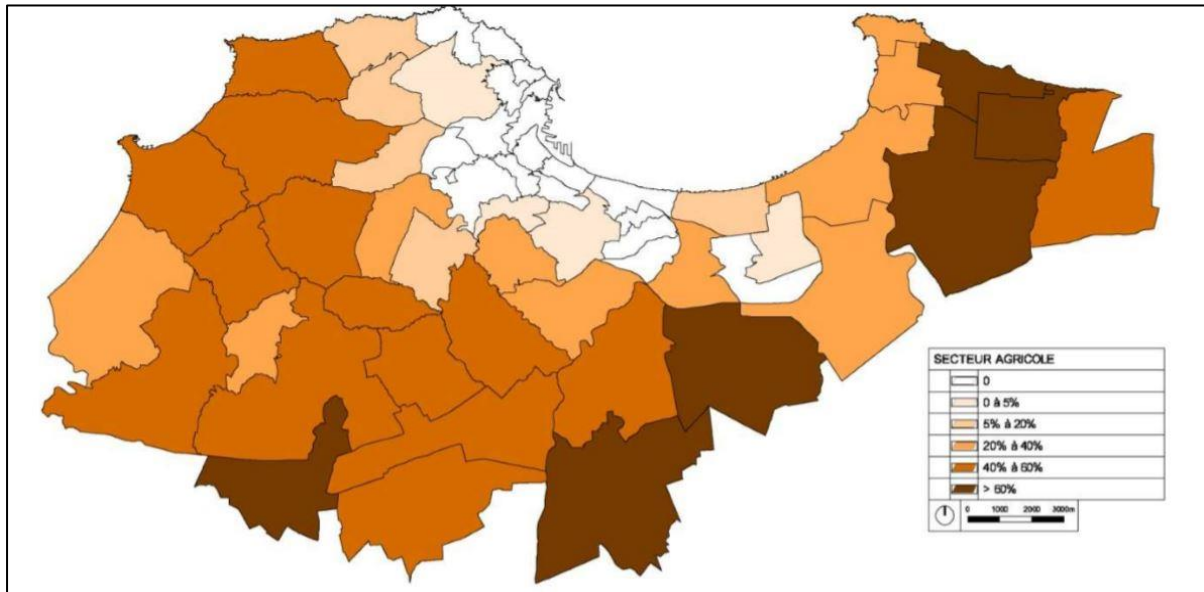 SECTEUR AGRICOLE
0
0 à 5%
5% à 20%
20% à 40%
40% à 60%
> 60%
0 1000 2000 3000m